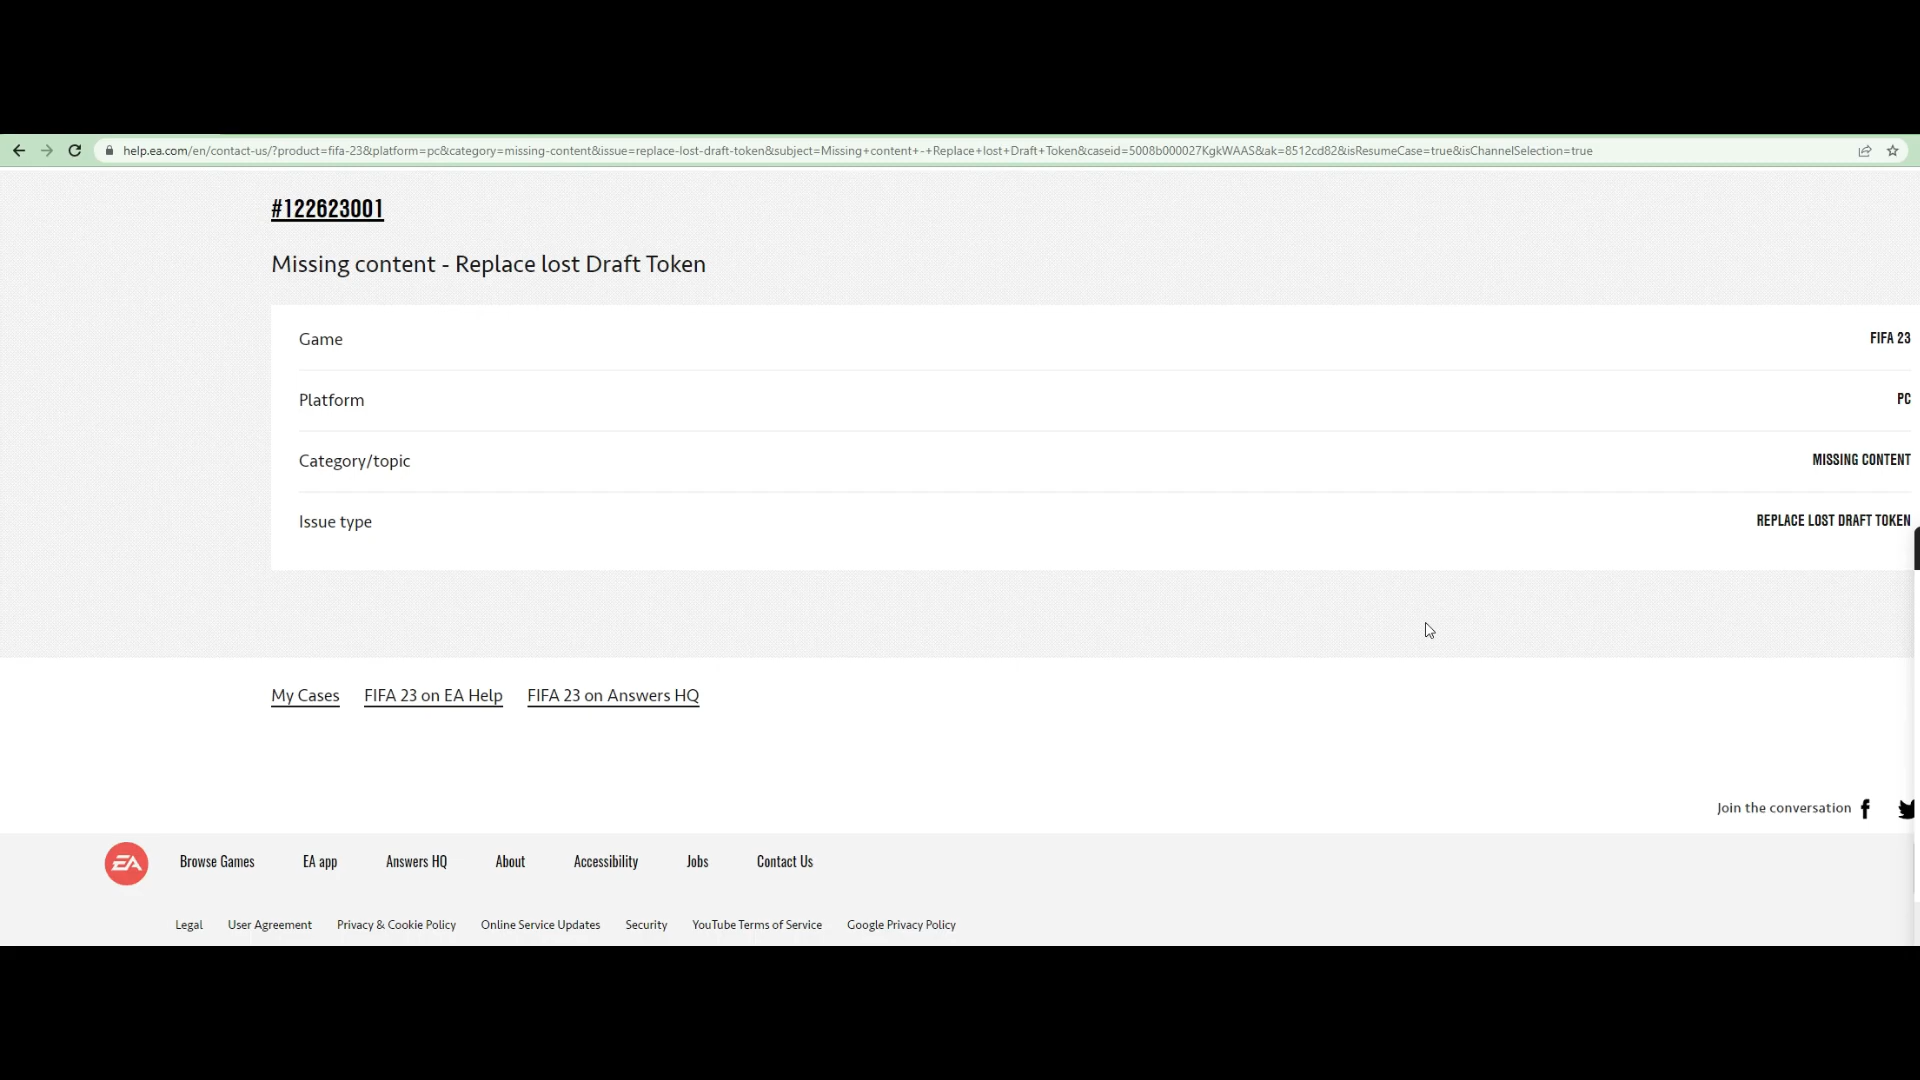 help.ea.com/en/contact-us/?product=fifa-23&platform=pc&category=missing-content&issue=replace-lost-draft-token&subject=Missing+content+-+Replace+lost+Draft+Token&caseid=5008b000027KgkWAAS&ak=8512cd82&isResumeCase=true&isChannelSelection=true
#122623001
Missing content - Replace lost Draft Token
Game FIFA 23
Platform PC
Category/topic MISSING CONTENT
Issue type REPLACE LOST DRAFT TOKEN
My Cases FIFA 23 on EA Help FIFA 23 on Answers HQ
Join the conversation
EA Browse Games EA app Answers HQ About Accessibility Jobs Contact Us
Legal User Agreement Privacy & Cookie Policy Online Service Updates Security YouTube Terms of Service Google Privacy Policy